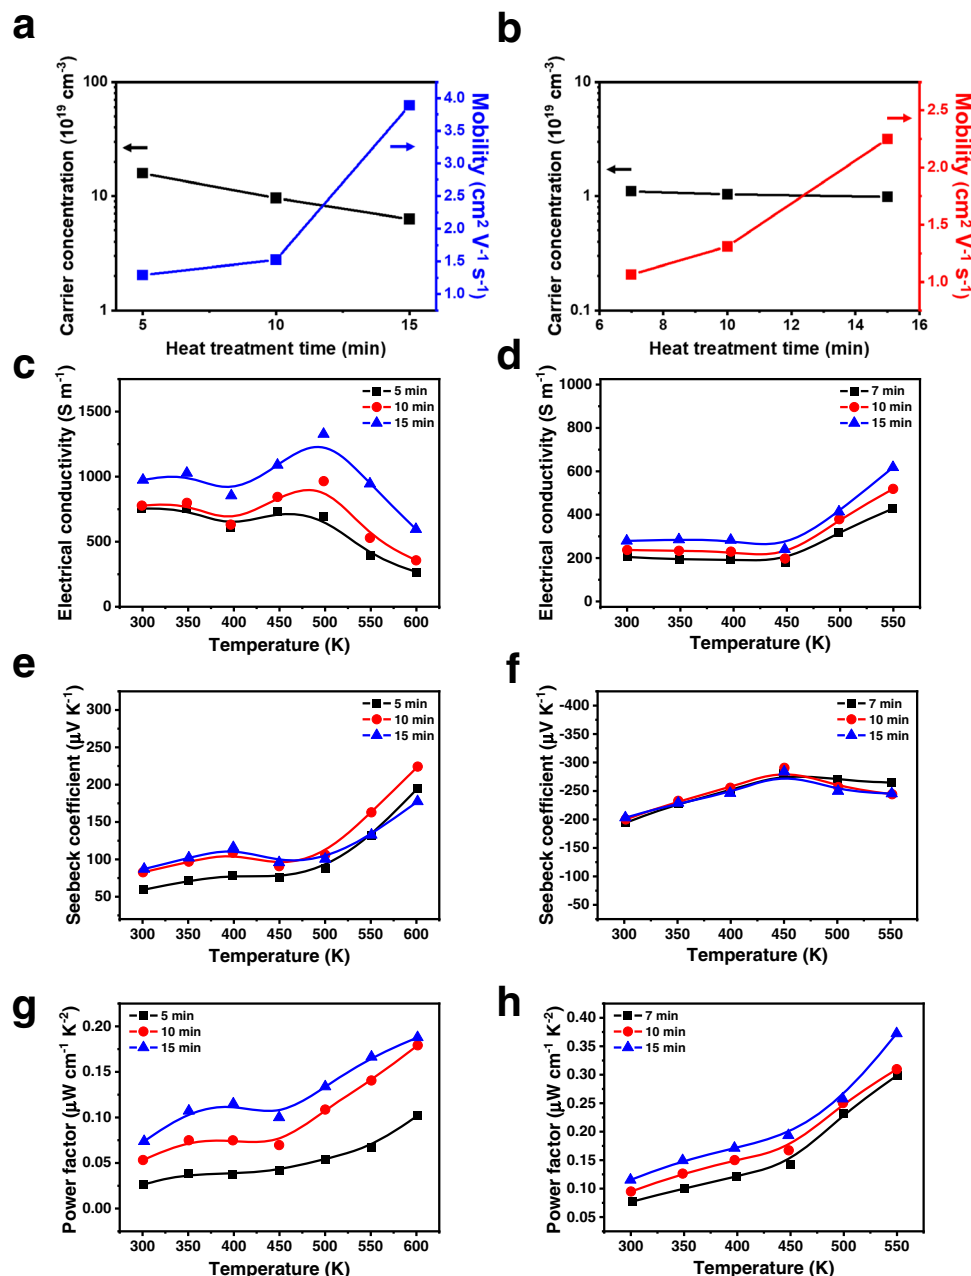 a
Carrier concentration (10¹⁹ cm⁻³)
100
10
1
4.0
3.5
3.0
2.5
2.0
1.5
1.0
Mobility (cm² V⁻¹ s⁻¹)
5
10
15
Heat treatment time (min)
b
Carrier concentration (10¹⁹ cm⁻³)
10
1
0.1
2.5
2.0
1.5
1.0
Mobility (cm² V⁻¹ s⁻¹)
6 8 10 12 14 16
Heat treatment time (min)
c
Electrical conductivity (S m⁻¹)
1500
1000
500
0
5 min
10 min
15 min
300 350 400 450 500 550 600
Temperature (K)
d
Electrical conductivity (S m⁻¹)
1000
800
600
400
200
0
7 min
10 min
15 min
300 350 400 450 500 550
Temperature (K)
e
Seebeck coefficient (μV K⁻¹)
300
250
200
150
100
50
5 min
10 min
15 min
300 350 400 450 500 550 600
Temperature (K)
f
Seebeck coefficient (μV K⁻¹)
-400
-300
-250
-200
-100
-50
7 min
10 min
15 min
300 350 400 450 500 550
Temperature (K)
g
Power factor (μW cm⁻¹ K⁻²)
0.20
0.15
0.10
0.05
0.00
5 min
10 min
15 min
300 350 400 450 500 550 600
Temperature (K)
h
Power factor (μW cm⁻¹ K⁻²)
0.40
0.35
0.30
0.25
0.20
0.15
0.10
0.05
7 min
10 min
15 min
300 350 400 450 500 550
Temperature (K)